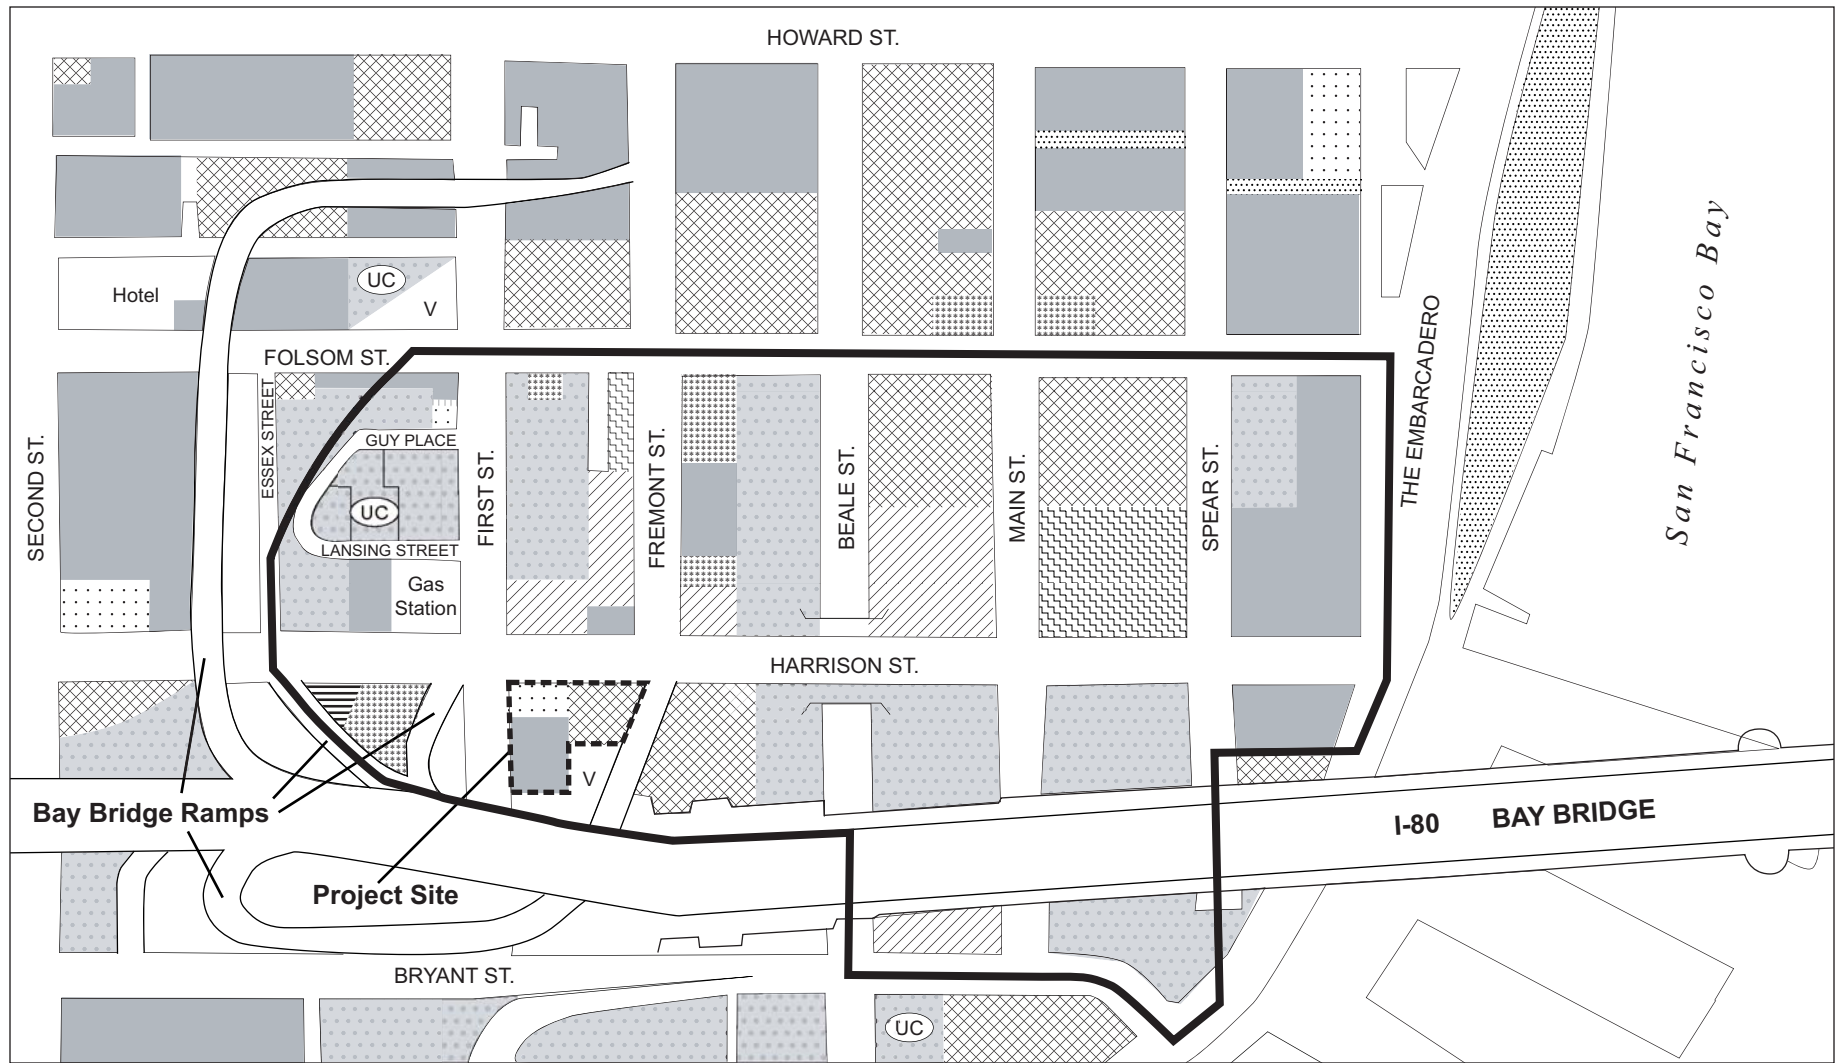 HOWARD ST.
Hotel
UC
V
FOLSOM ST.
SECOND ST.
ESSEX STREET
GUY PLACE
UC
LANSING STREET
Gas
Station
FIRST ST.
FREMONT ST.
BEALE ST.
MAIN ST.
SPEAR ST.
THE EMBARCADERO
San Francisco Bay
HARRISON ST.
V
Bay Bridge Ramps
Project Site
I-80 BAY BRIDGE
BRYANT ST.
UC